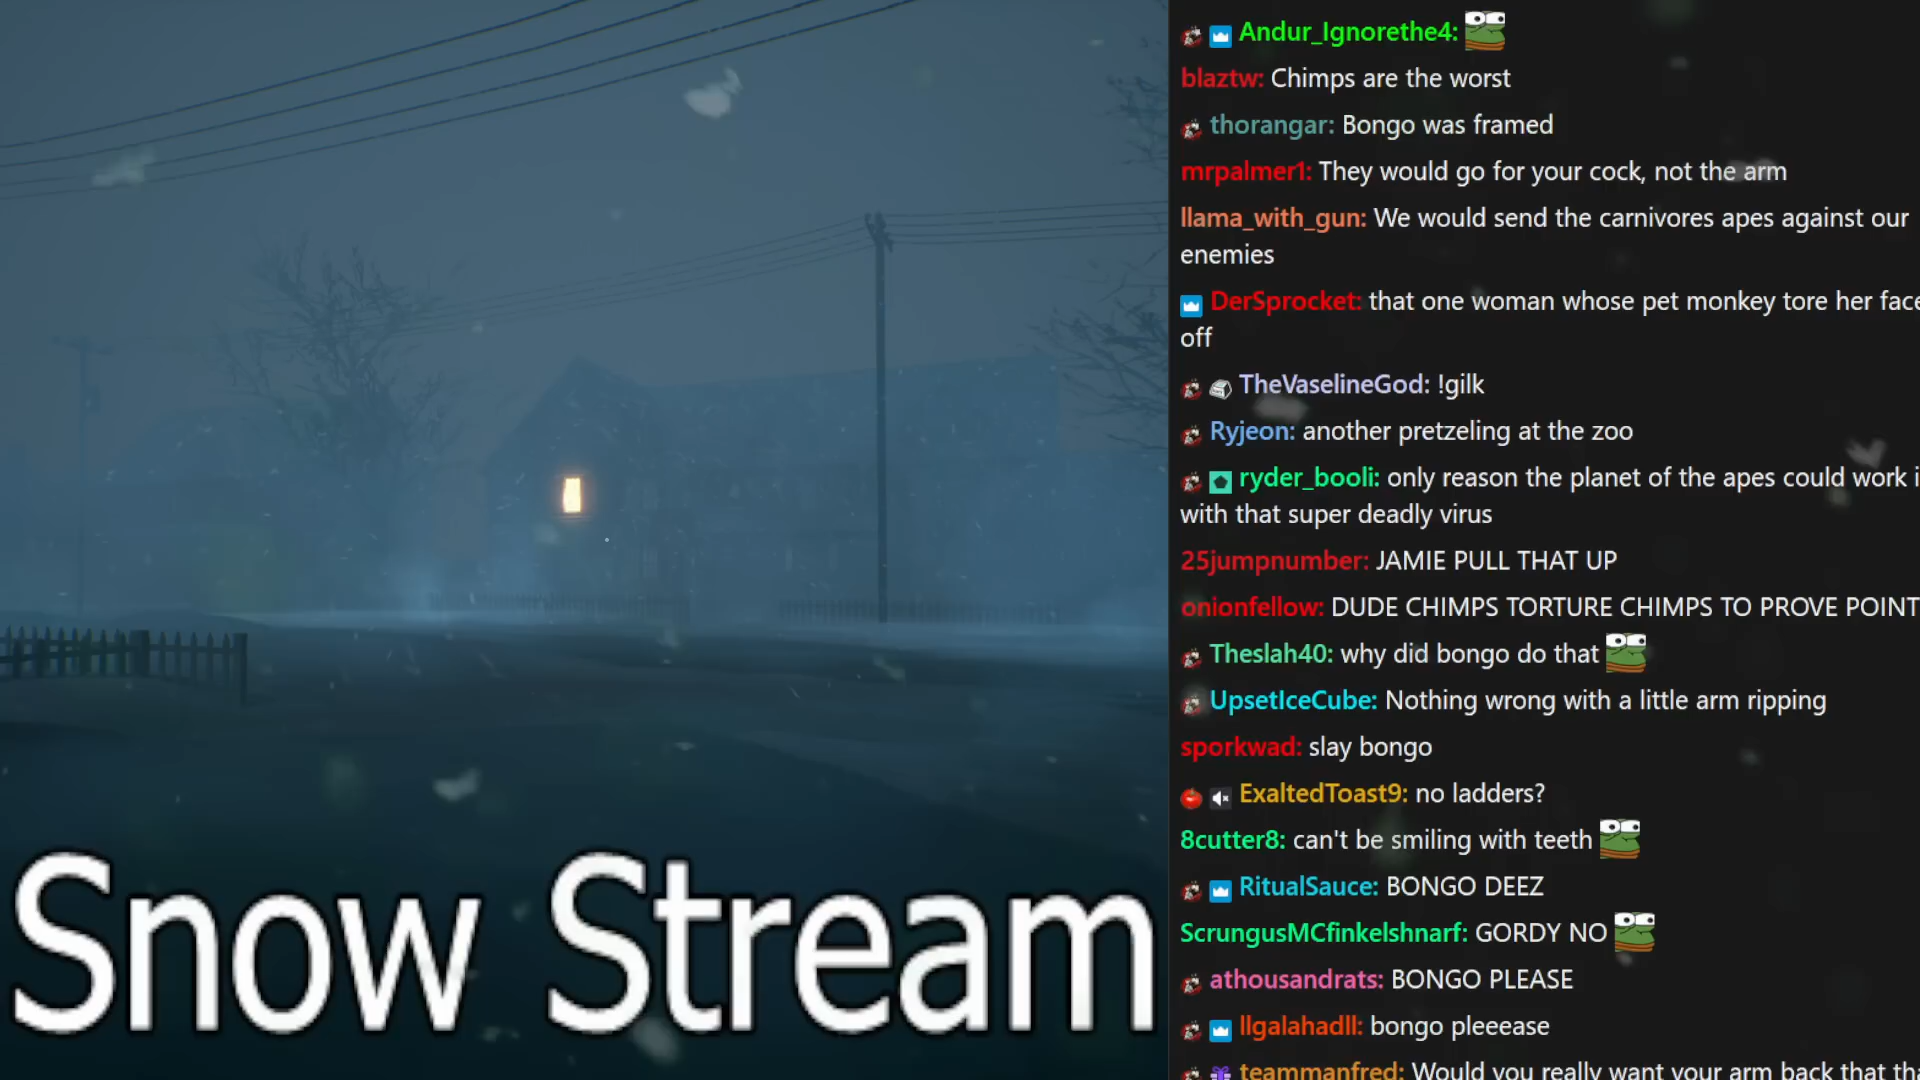 Andur_Ignorethe4:
blaztw: Chimps are the worst
thorangar: Bongo was framed
mrpalmer1: They would go for your cock, not the arm
llama_with_gun: We would send the carnivores apes against our
enemies
DerSprocket: that one woman whose pet monkey tore her face
off
TheVaselineGod: !gilk
Ryjeon: another pretzeling at the zoo
ryder_booli: only reason the planet of the apes could work i
with that super deadly virus
25jumpnumber: JAMIE PULL THAT UP
onionfellow: DUDE CHIMPS TORTURE CHIMPS TO PROVE POINT
Theslah40: why did bongo do that
UpsetIceCube: Nothing wrong with a little arm ripping
sporkwad: slay bongo
ExaltedToast9: no ladders?
8cutter8: can't be smiling with teeth
RitualSauce: BONGO DEEZ
ScrungusMCfinkelshnarf: GORDY NO
athousandrats: BONGO PLEASE
llgalahadll: bongo pleeease
teammanfred: Would you really want your arm back that tha
Snow Stream